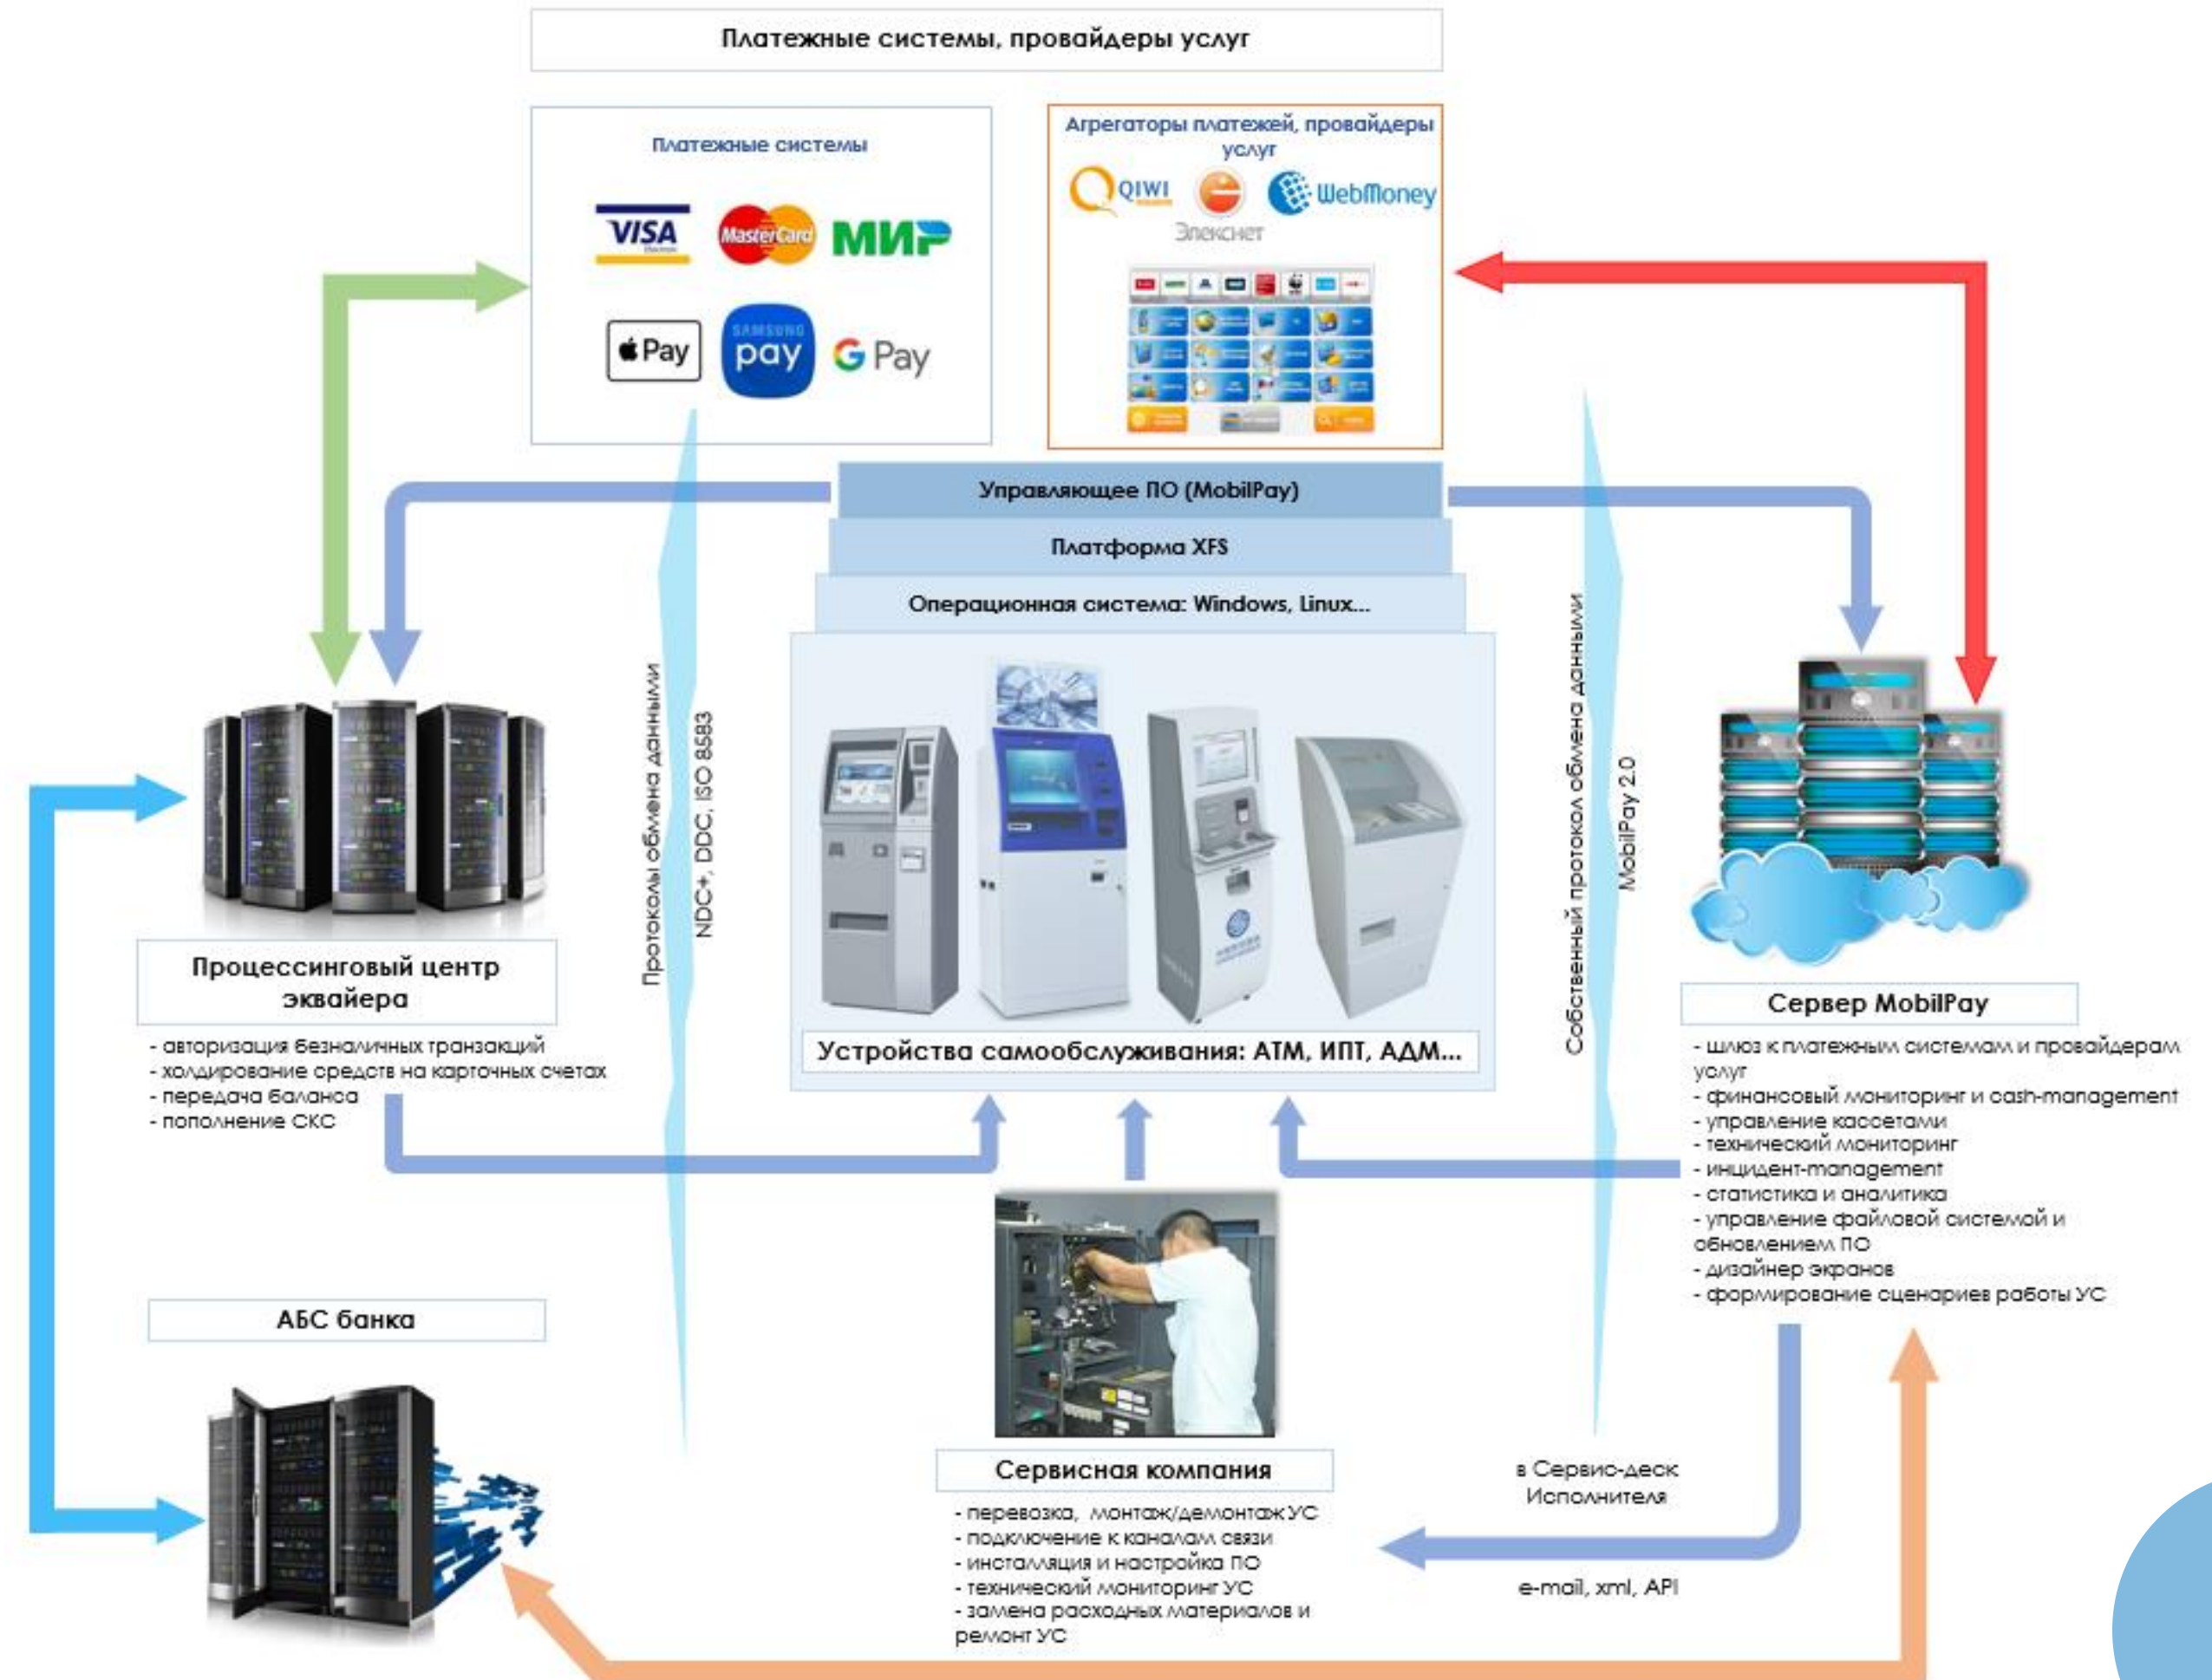 Платежные системы, провайдеры услуг
Платежные системы
VISA
Electron
MasterCard
МИР
Pay
SAMSUNG
pay
G Pay
Агрегаторы платежей, провайдеры
услуг
QIWI
Элекснет
WebMoney
Управляющее ПО (MobilPay)
Платформа XFS
Операционная система: Windows, Linux...
Протоколы обмена данными
NDC+, DDC, ISO 8583
Собственный протокол обмена данными
MobilPay 2.0
Устройства самообслуживания: АТМ, ИПТ, АДМ...
Процессинговый центр
эквайера
- авторизация безналичных транзакций
- холдирование средств на карточных счетах
- передача баланса
- пополнение СКС
Сервер MobilPay
- шлюз к платежным системам и провайдерам
услуг
- финансовый мониторинг и cash-management
- управление кассетами
- технический мониторинг
- инцидент-management
- статистика и аналитика
- управление файловой системой и
обновлением ПО
- дизайнер экранов
- формирование сценариев работы УС
АБС банка
Сервисная компания
- перевозка, монтаж/демонтаж УС
- подключение к каналам связи
- инсталляция и настройка ПО
- технический мониторинг УС
- замена расходных материалов и
ремонт УС
в Сервис-деск
Исполнителя
e-mail, xml, API